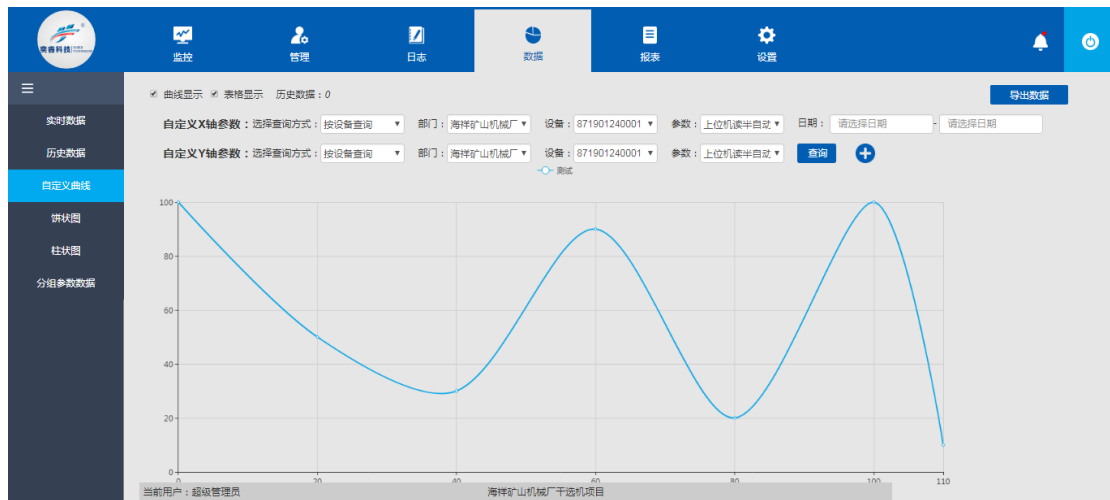 奕睿科技
监控 管理 日志 数据 报表 设置
实时数据
历史数据
自定义曲线
饼状图
柱状图
分组参数数据
曲线显示 表格显示 历史数据：0 导出数据
自定义X轴参数：选择查询方式：按设备查询 部门：海祥矿山机械厂 设备：871901240001 参数：上位机读半自动 日期：请选择日期 - 请选择日期
自定义Y轴参数：选择查询方式：按设备查询 部门：海祥矿山机械厂 设备：871901240001 参数：上位机读半自动 查询
测试
100
80
60
40
20
0
0 20 40 60 80 100 110
当前用户：超级管理员 海祥矿山机械厂干选机项目